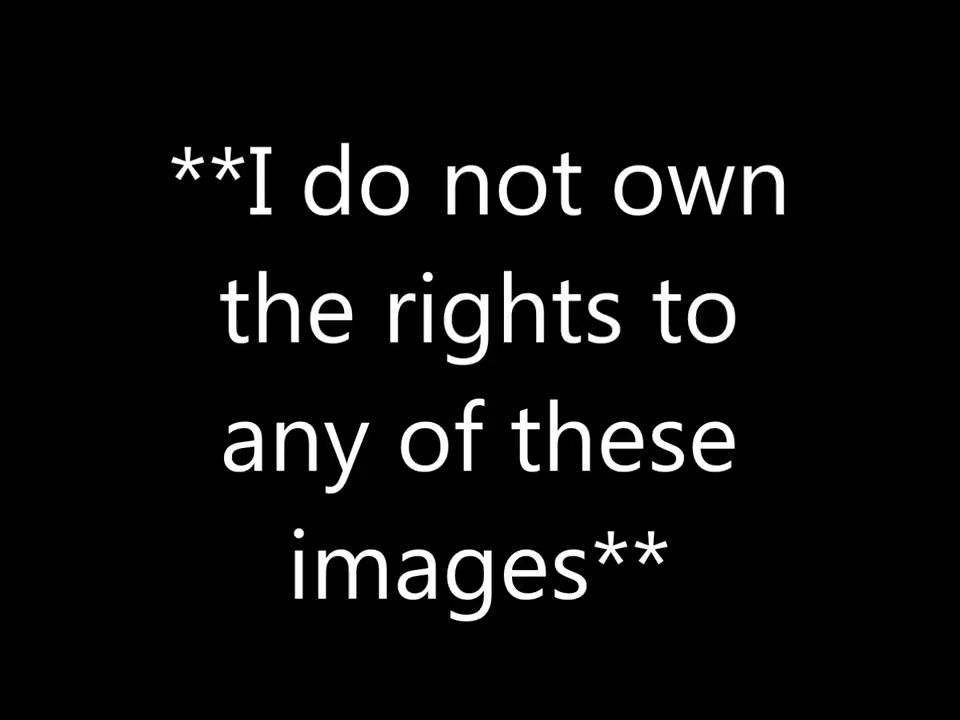 **I do not own
the rights to
any of these
images**